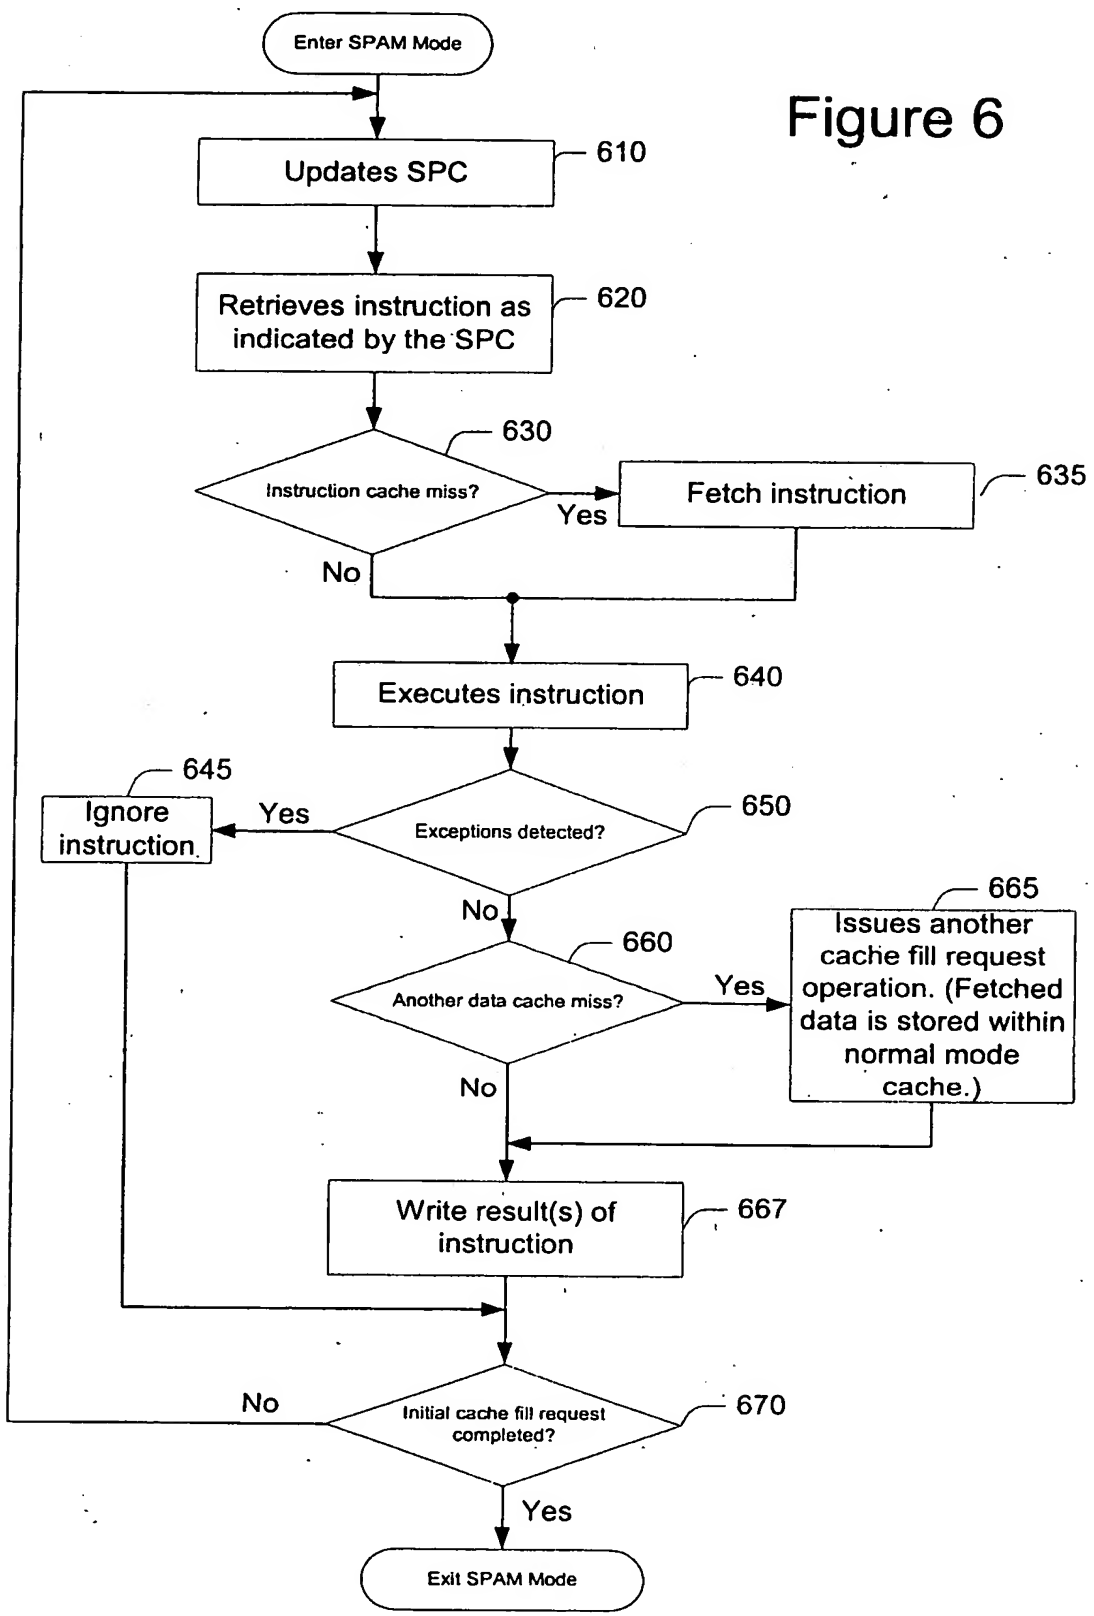 Enter SPAM Mode
Figure 6
Updates SPC
610
Retrieves instruction as
indicated by the SPC
620
630
Instruction cache miss?
Yes
Fetch instruction
635
No
Executes instruction
640
645
Ignore
instruction
Yes
Exceptions detected?
650
No
660
Another data cache miss?
Yes
665
Issues another
cache fill request
operation. (Fetched
data is stored within
normal mode
cache.)
No
Write result(s) of
instruction
667
No
Initial cache fill request
completed?
670
Yes
Exit SPAM Mode